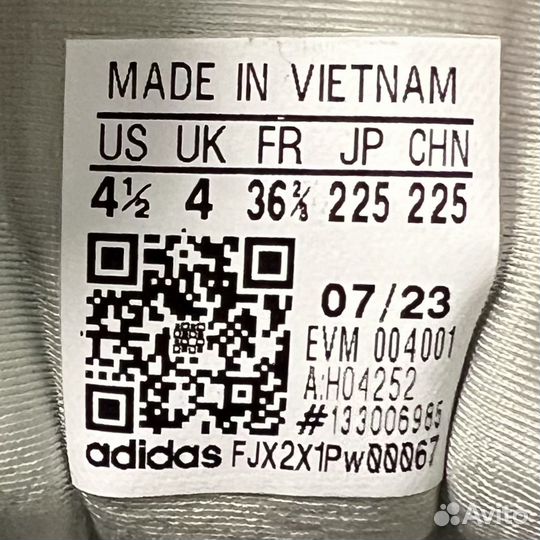 MADE IN VIETNAM
US UK FR JP CHN
4½ 4 36⅔ 225 225
07/23
EVM 004001
A:H04252
#133006985
adidas FJX2X1Pw00067
Avito